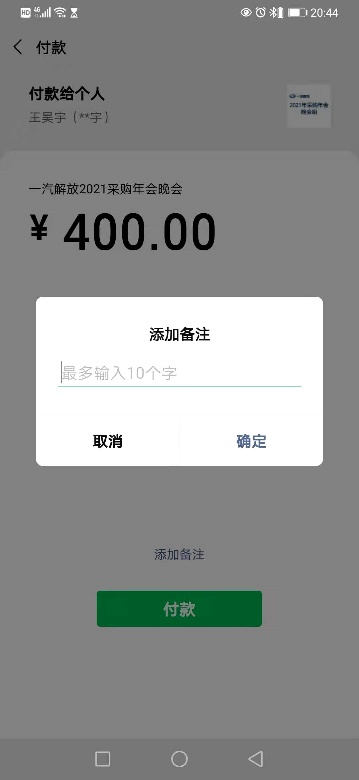 HD 4G 20:44
付款
付款给个人
王昊宇（**宇）
2021年采购年会
晚会组
一汽解放2021采购年会晚会
¥ 400.00
添加备注
最多输入10个字
取消 确定
添加备注
付款